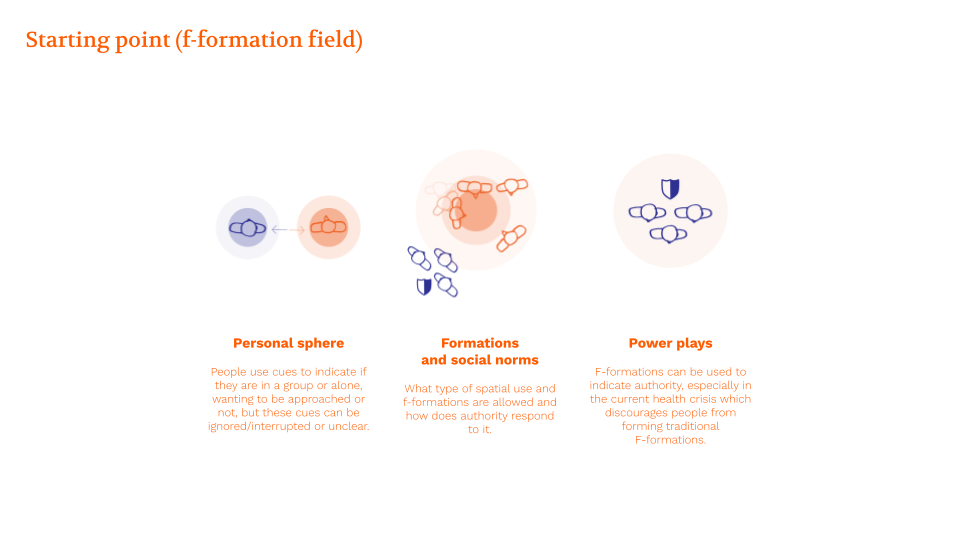 Starting point (f-formation field)
Personal sphere
People use cues to indicate if
they are in a group or alone,
wanting to be approached or
not, but these cues can be
ignored/interrupted or unclear.
Formations
and social norms
What type of spatial use and
f-formations are allowed and
how does authority respond
to it.
Power plays
F-formations can be used to
indicate authority, especially in
the current health crisis which
discourages people from
forming traditional
F-formations.